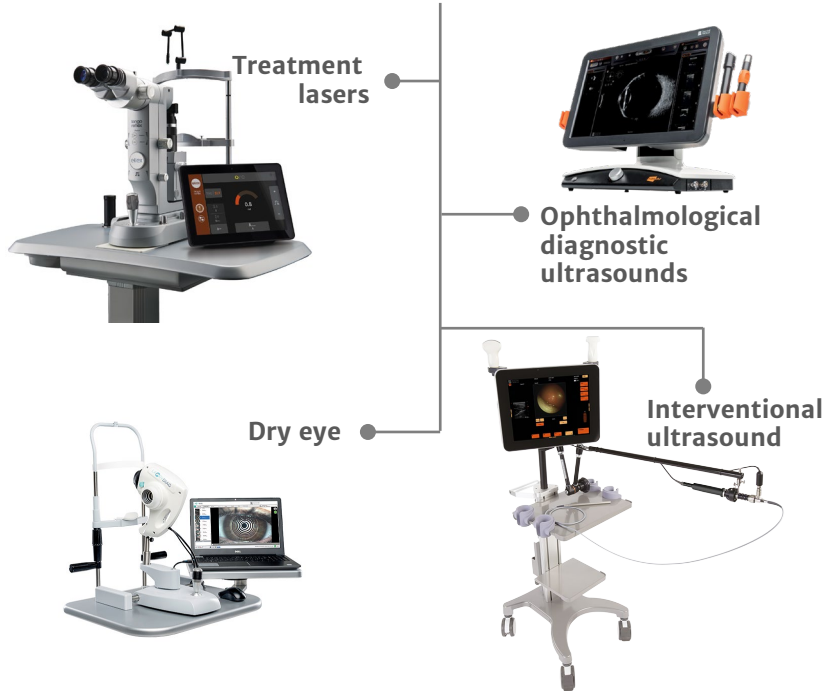 Treatment
lasers
Ophthalmological
diagnostic
ultrasounds
Interventional
ultrasound
Dry eye